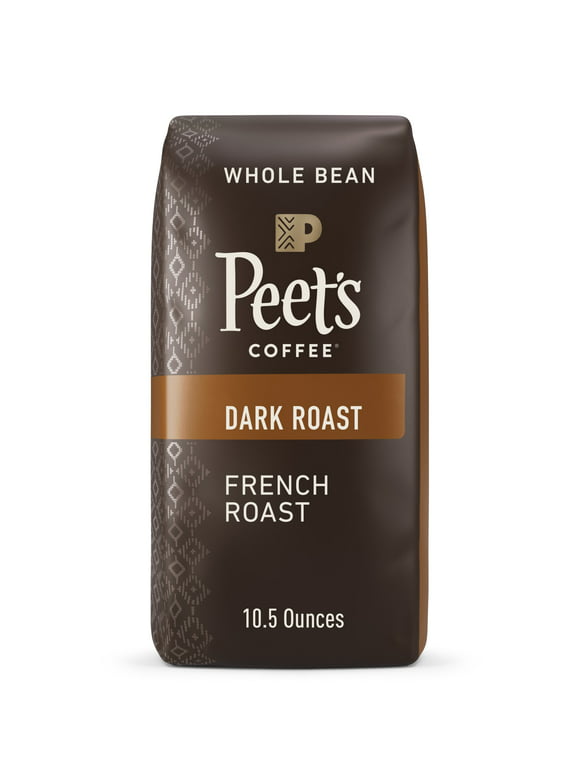 WHOLE BEAN
P
Peet's
COFFEE®
DARK ROAST
FRENCH
ROAST
10.5 Ounces